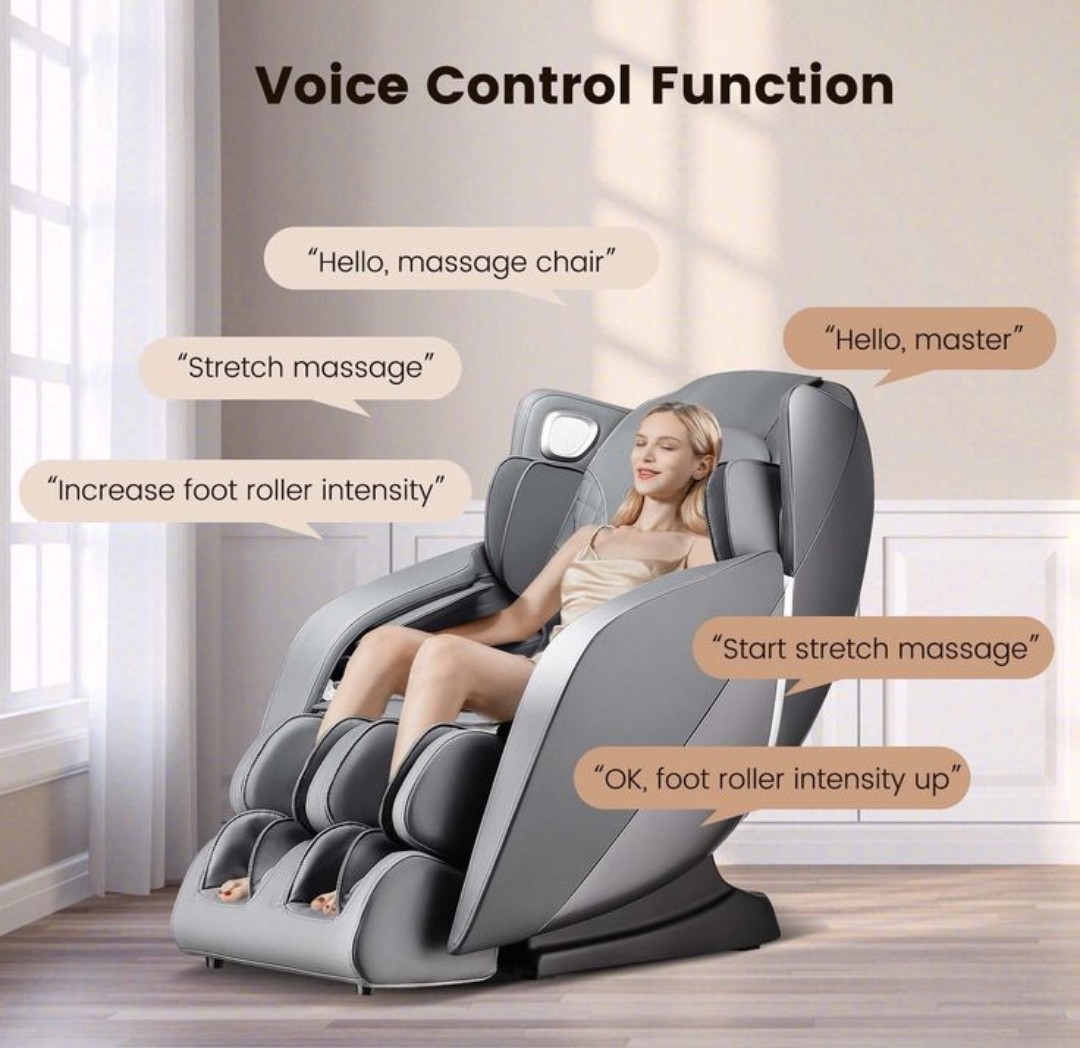 Voice Control Function
“Hello, massage chair”
“Hello, master”
“Stretch massage”
“Increase foot roller intensity”
“Start stretch massage”
“OK, foot roller intensity up”